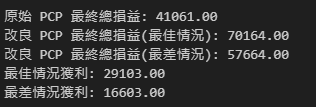 原始 PCP 最終總損益: 41061.00
改良 PCP 最終總損益(最佳情況): 70164.00
改良 PCP 最終總損益(最差情況): 57664.00
最佳情況獲利: 29103.00
最差情況獲利: 16603.00